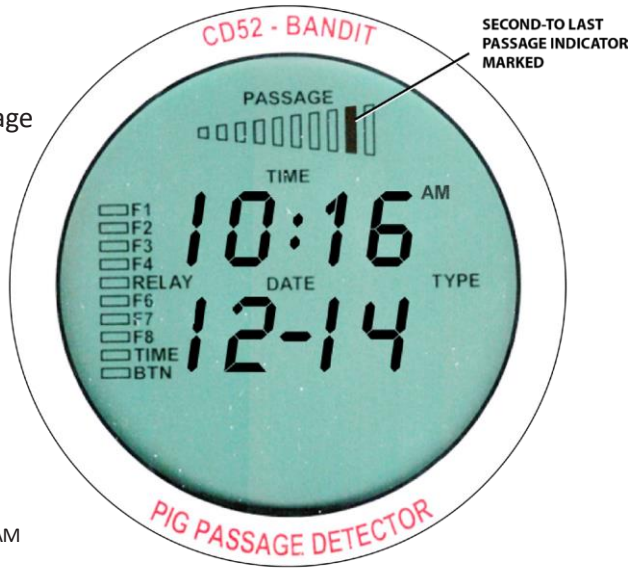 CD52 - BANDIT
SECOND-TO LAST
PASSAGE INDICATOR
MARKED
PASSAGE
TIME
10:16 AM
F1
F2
F3
F4
RELAY DATE TYPE
F6
F7
F8
TIME
BTN
12-14
PIG PASSAGE DETECTOR
AM